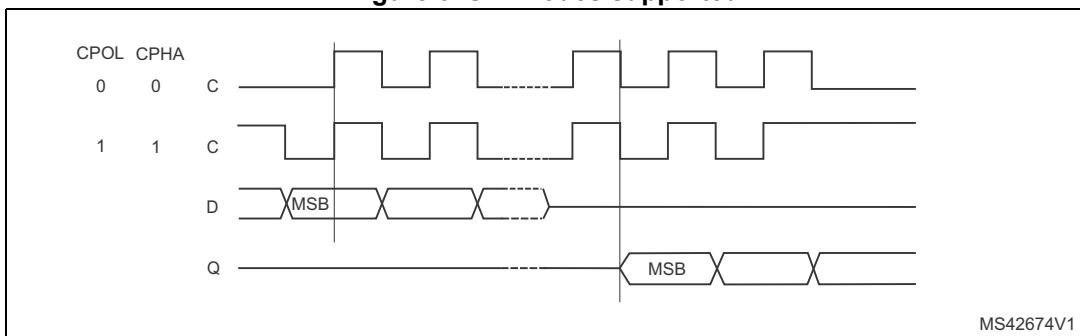 CPOL CPHA
0 0 C
1 1 C
D MSB
Q MSB
MS42674V1